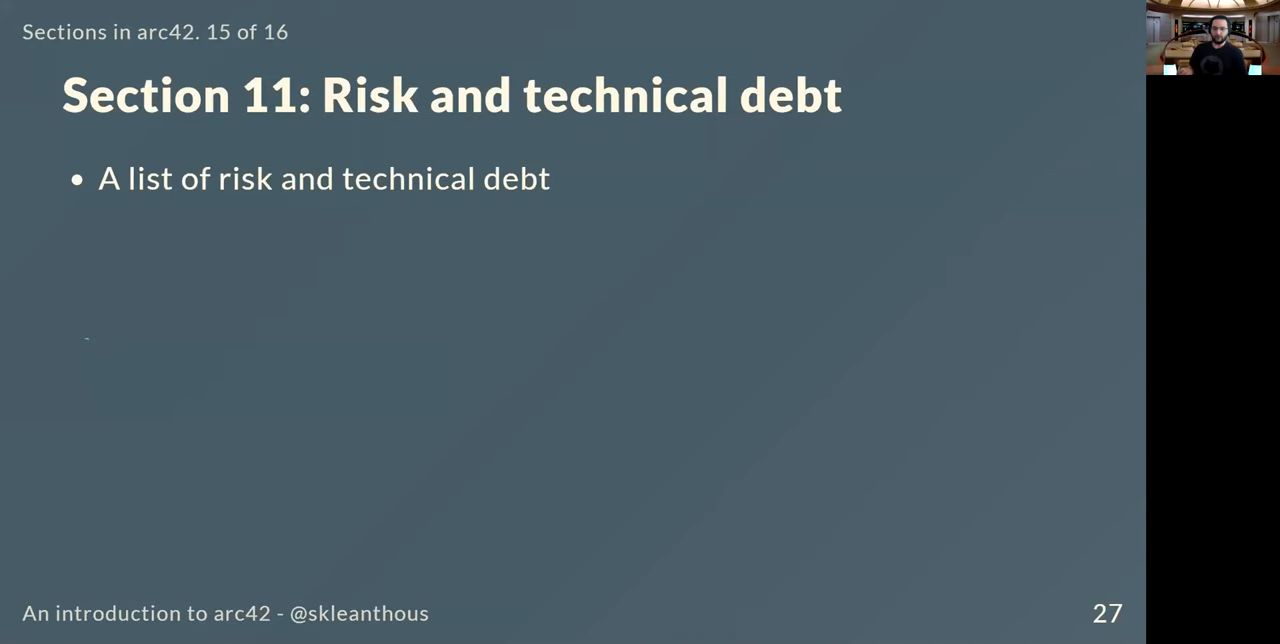 Sections in arc42. 15 of 16
Section 11: Risk and technical debt
• A list of risk and technical debt
An introduction to arc42 - @skleanthous
27